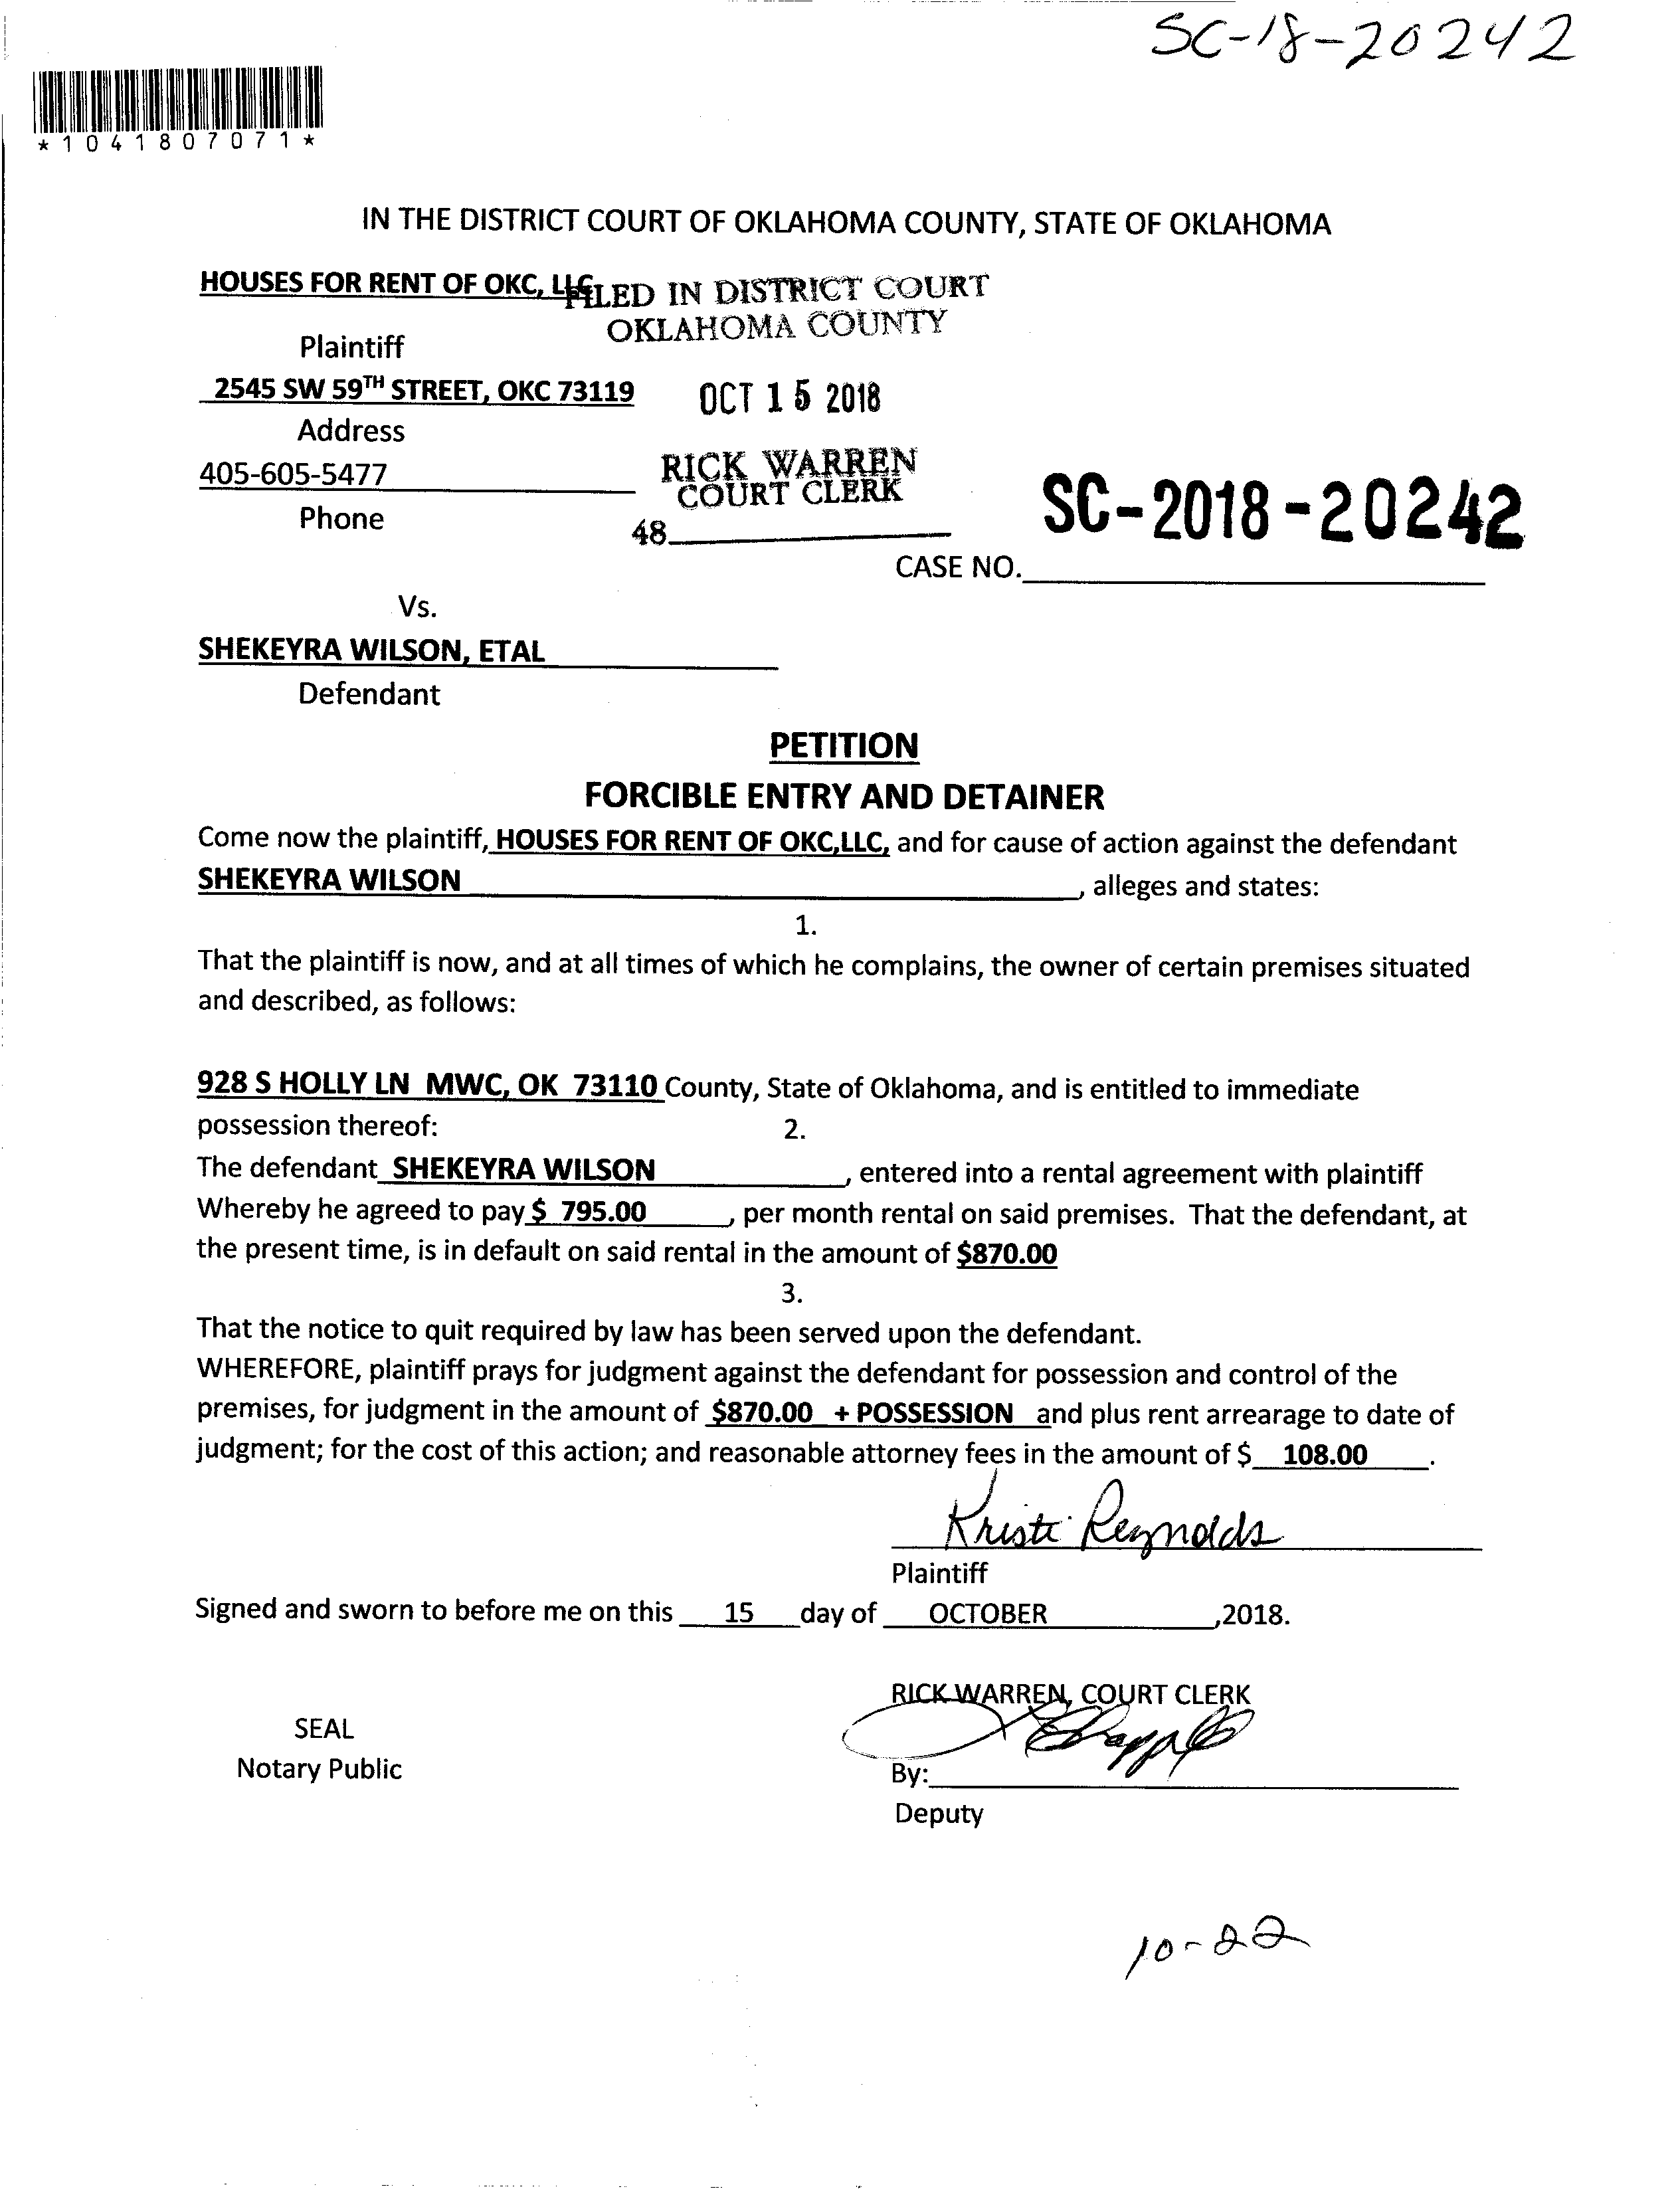 SC-18-20242
*1041807071*
IN THE DISTRICT COURT OF OKLAHOMA COUNTY, STATE OF OKLAHOMA
HOUSES FOR RENT OF OKC, LLC
FILED IN DISTRICT COURT
OKLAHOMA COUNTY
Plaintiff
2545 SW 59TH STREET, OKC 73119
OCT 15 2018
Address
405-605-5477
RICK WARREN
COURT CLERK
Phone
48
SC-2018-20242
CASE NO.
Vs.
SHEKEYRA WILSON, ETAL
Defendant
PETITION
FORCIBLE ENTRY AND DETAINER
Come now the plaintiff, HOUSES FOR RENT OF OKC,LLC, and for cause of action against the defendant
SHEKEYRA WILSON, alleges and states:
1.
That the plaintiff is now, and at all times of which he complains, the owner of certain premises situated
and described, as follows:
928 S HOLLY LN MWC, OK 73110 County, State of Oklahoma, and is entitled to immediate
possession thereof: 2.
The defendant SHEKEYRA WILSON, entered into a rental agreement with plaintiff
Whereby he agreed to pay $ 795.00, per month rental on said premises. That the defendant, at
the present time, is in default on said rental in the amount of $870.00
3.
That the notice to quit required by law has been served upon the defendant.
WHEREFORE, plaintiff prays for judgment against the defendant for possession and control of the
premises, for judgment in the amount of $870.00 + POSSESSION and plus rent arrearage to date of
judgment; for the cost of this action; and reasonable attorney fees in the amount of $ 108.00.
Kristi Reynolds
Plaintiff
Signed and sworn to before me on this 15 day of OCTOBER ,2018.
RICK WARREN, COURT CLERK
SEAL
Notary Public
By:
Deputy
10-22